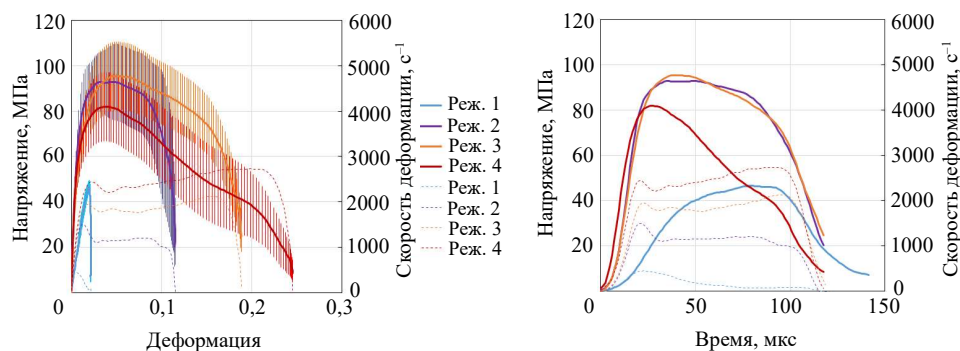 120
100
80
60
40
20
0
0,1
0,2
0,3
6000
5000
4000
3000
2000
1000
0
Напряжение, МПа
Скорость деформации, с⁻¹
Деформация
Реж. 1
Реж. 2
Реж. 3
Реж. 4
Реж. 1
Реж. 2
Реж. 3
Реж. 4
120
100
80
60
40
20
0
50
100
150
6000
5000
4000
3000
2000
1000
0
Напряжение, МПа
Скорость деформации, с⁻¹
Время, мкс